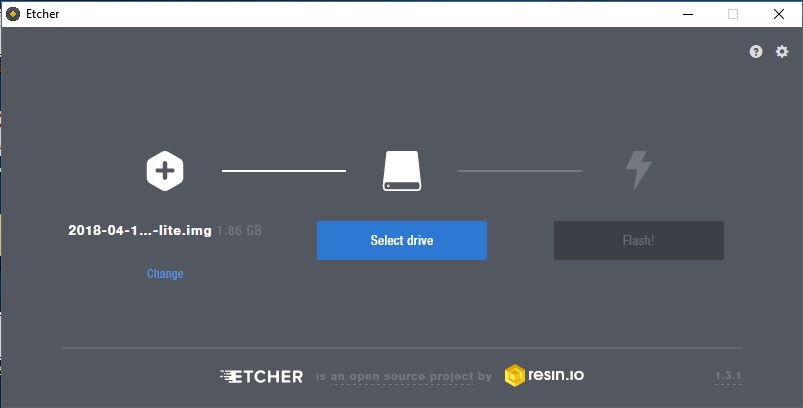 Etcher
2018-04-1...-lite.img 1.86 GB
Change
Select drive
Flash!
ETCHER is an open source project by resin.io
1.3.1